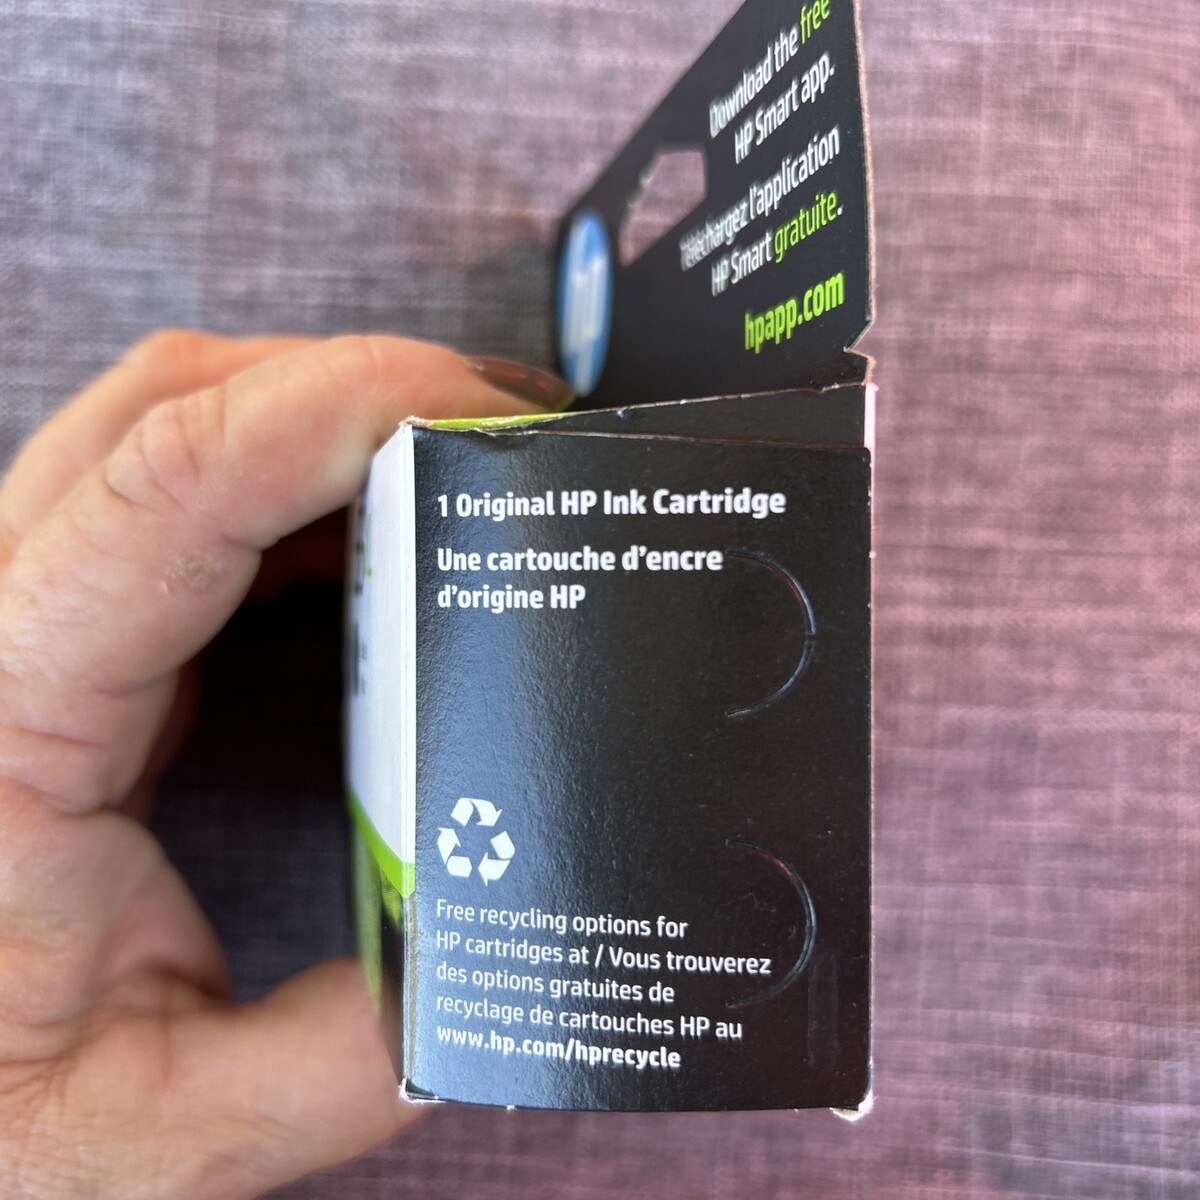 Download the free
HP Smart app.
Téléchargez l'application
HP Smart gratuite.
hpapp.com
hp
1 Original HP Ink Cartridge
Une cartouche d'encre
d'origine HP
Free recycling options for
HP cartridges at / Vous trouverez
des options gratuites de
recyclage de cartouches HP au
www.hp.com/hprecycle